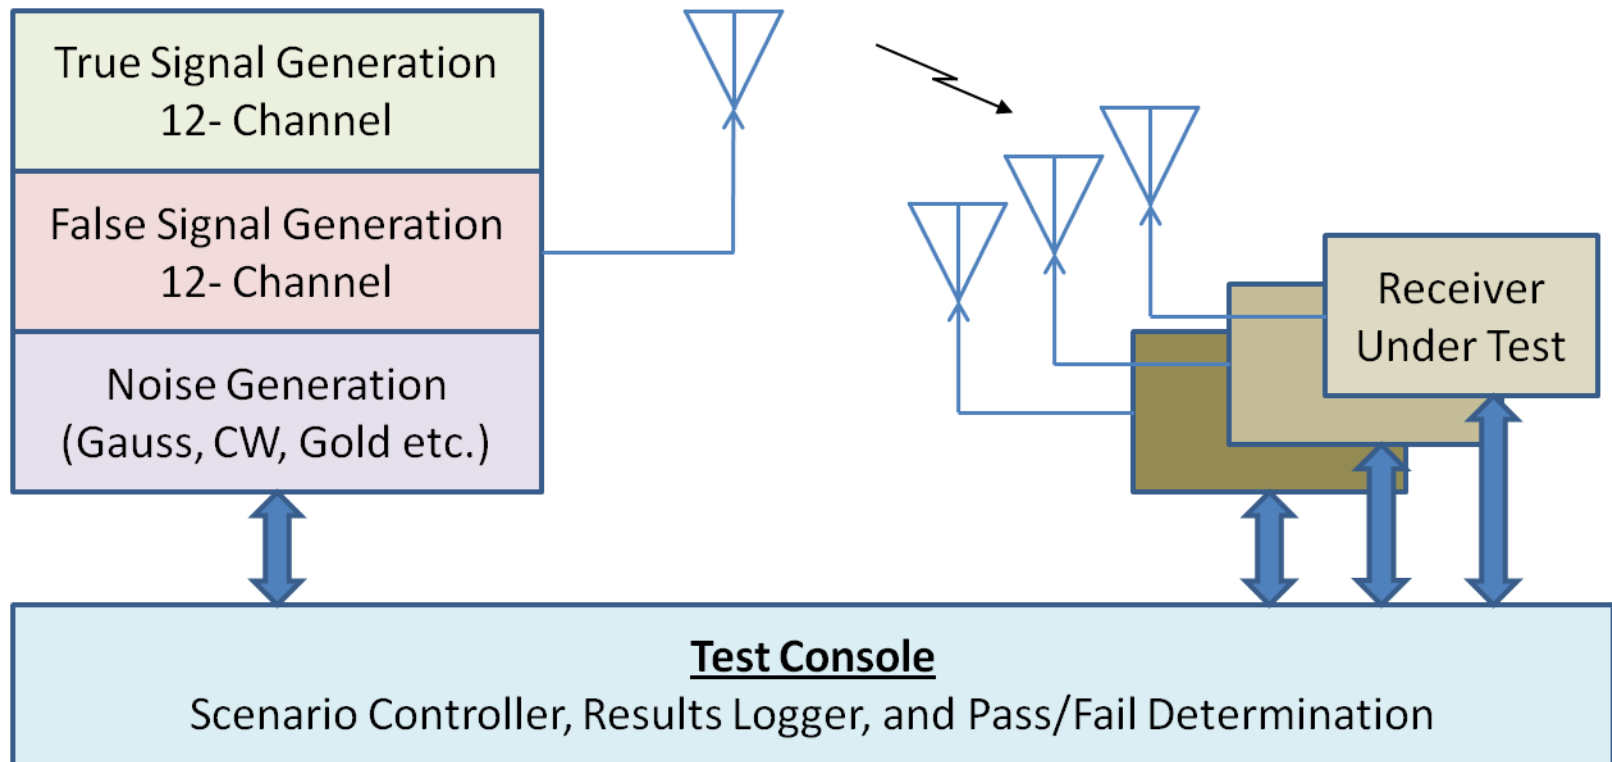 True Signal Generation
12- Channel
False Signal Generation
12- Channel
Noise Generation
(Gauss, CW, Gold etc.)
Receiver
Under Test
Test Console
Scenario Controller, Results Logger, and Pass/Fail Determination